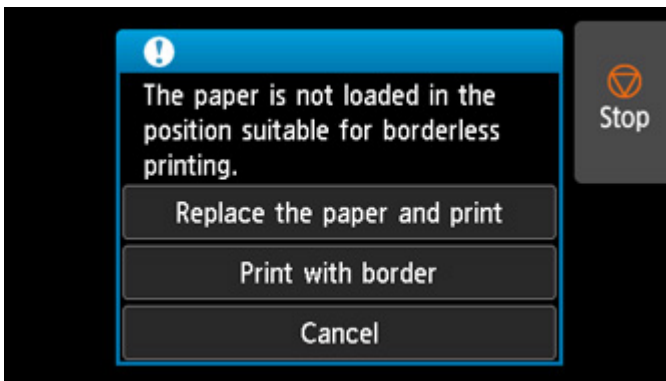 The paper is not loaded in the
position suitable for borderless
printing.
Stop
Replace the paper and print
Print with border
Cancel